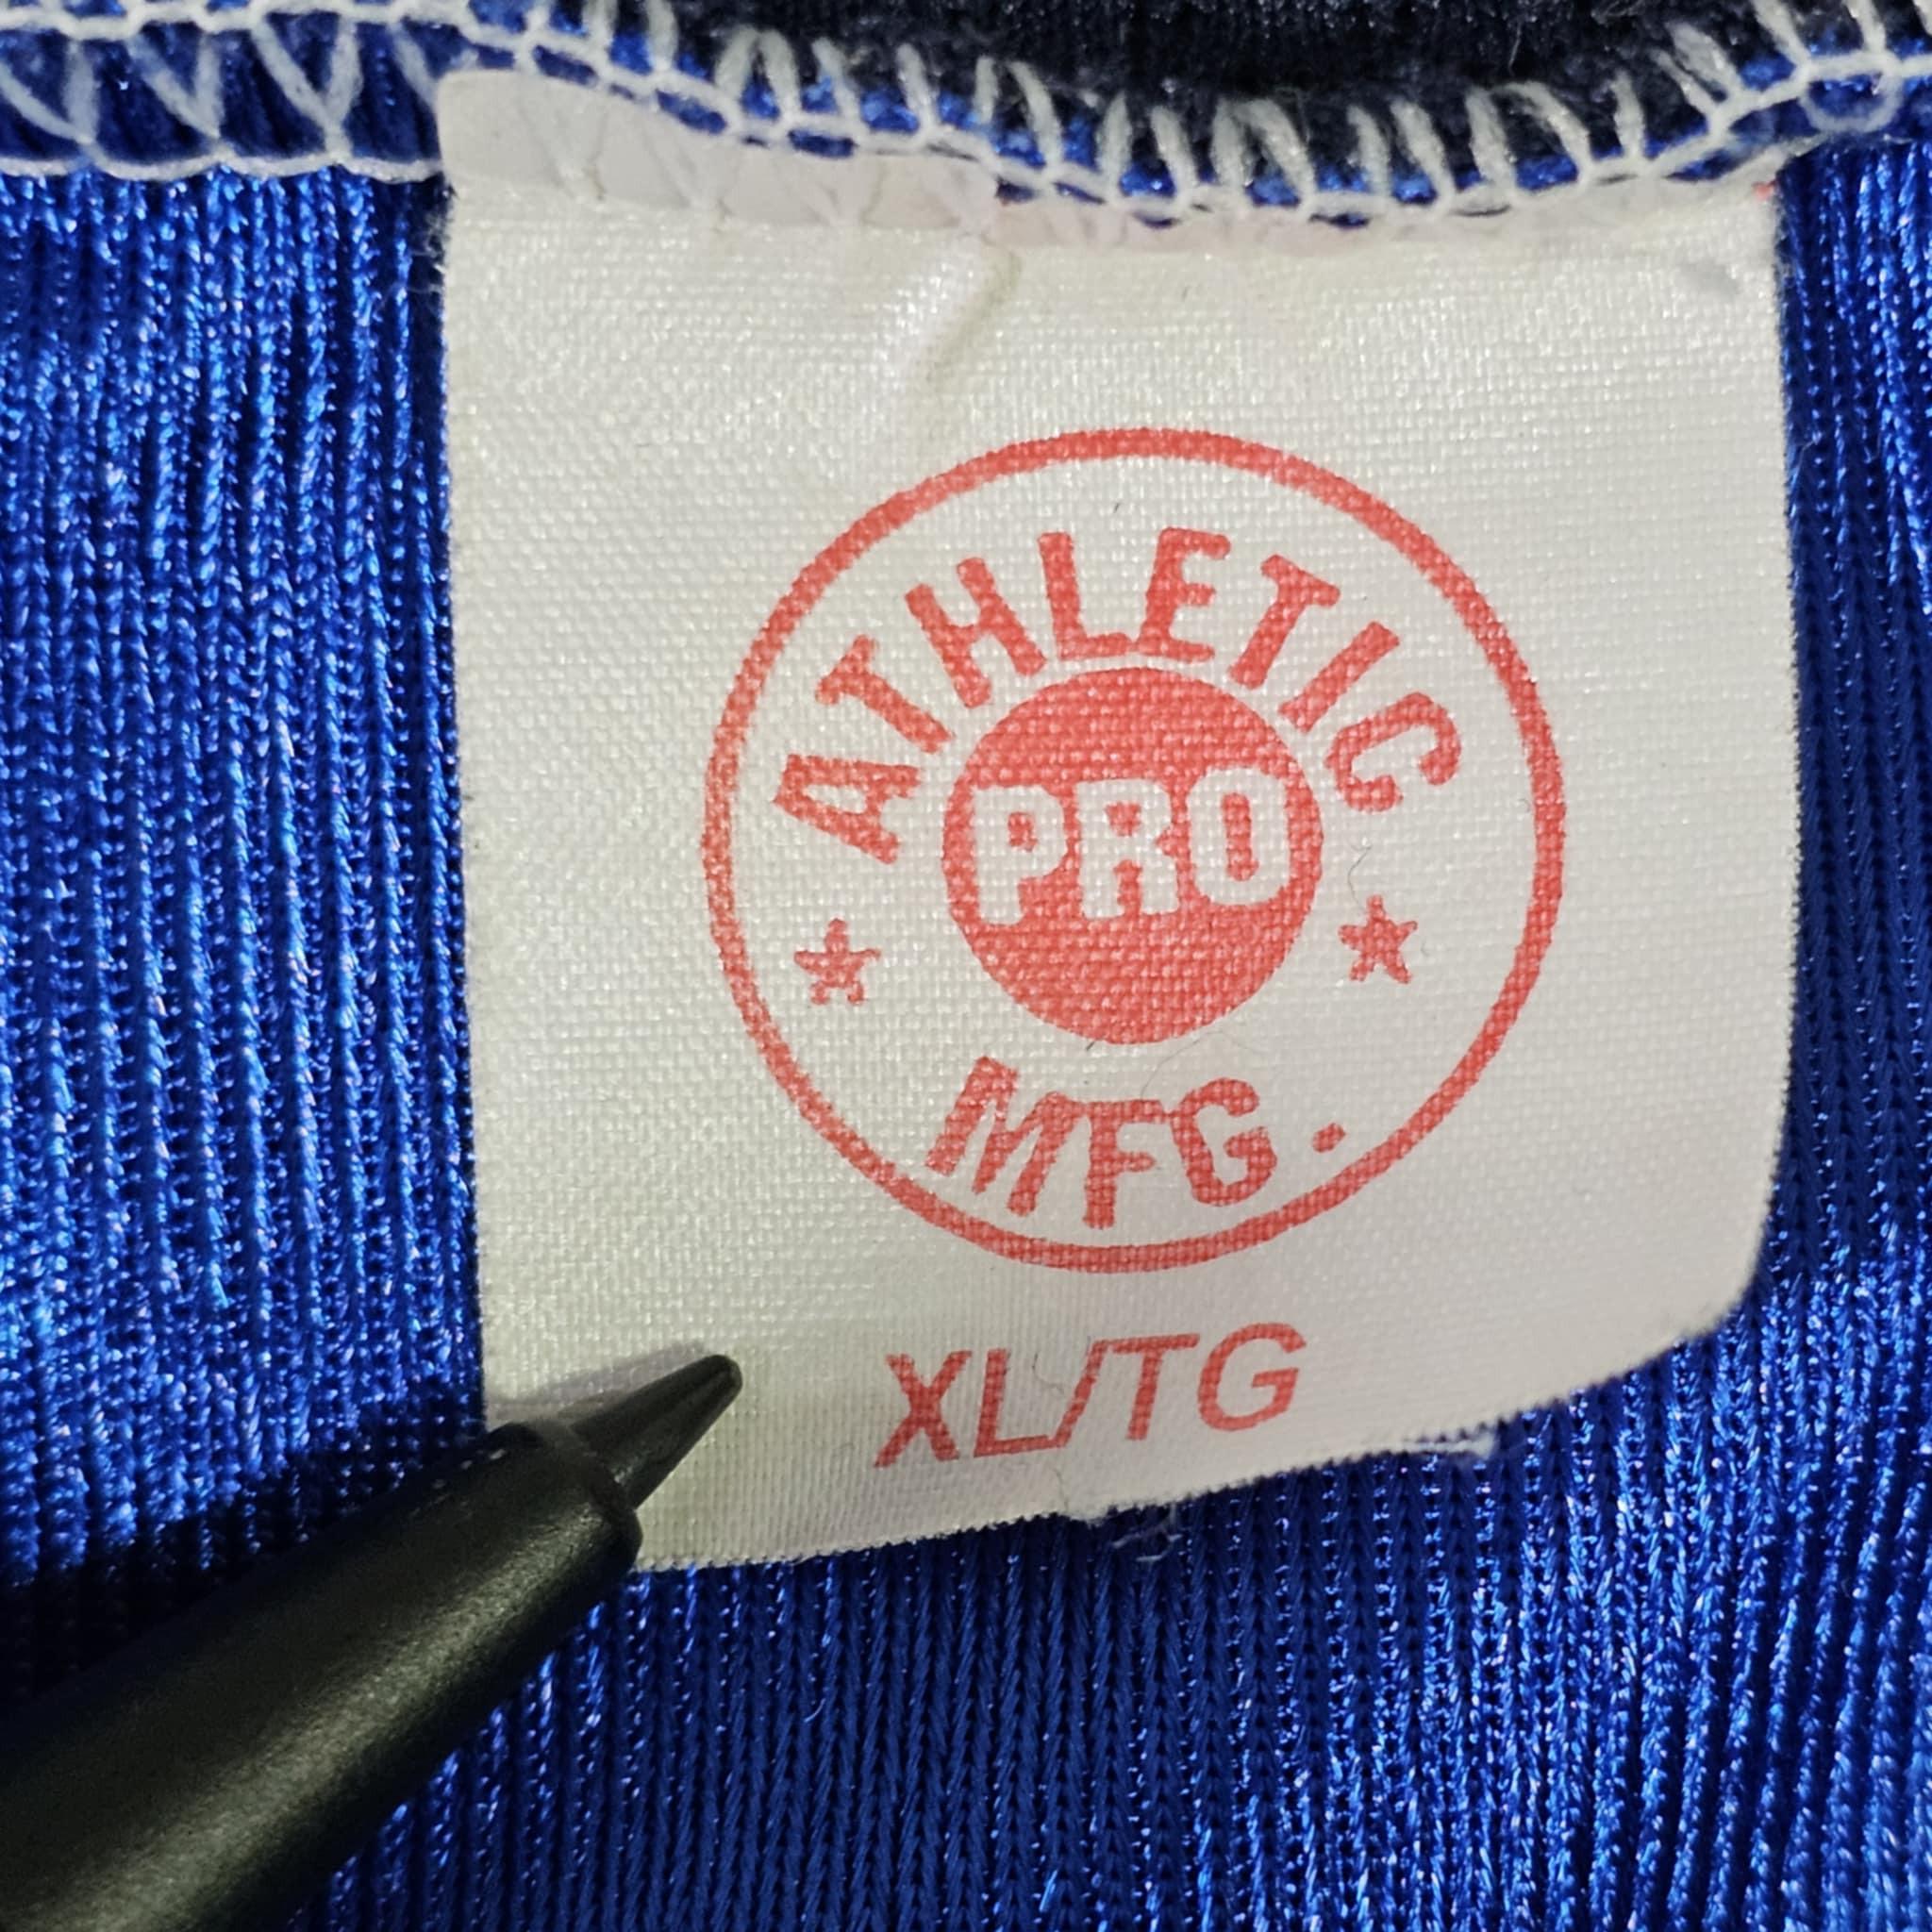 ATHLETIC
PRO
MFG.
XL/TG